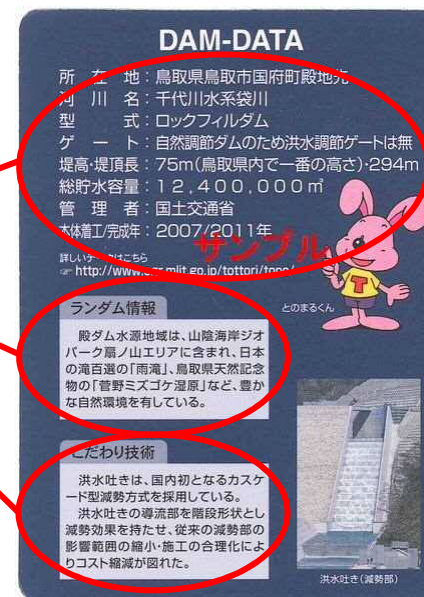 DAM-DATA
所在地：鳥取県鳥取市国府町殿地先
河川名：千代川水系袋川
型式：ロックフィルダム
ゲート：自然調節ダムのため洪水調節ゲートは無
堤高・堤頂長：75m(鳥取県内で一番の高さ)・294m
総貯水容量：12,400,000㎥
管理者：国土交通省
本体着工/完成年：2007/2011年
サンプル
詳しいデータはこちら
☞ http://www.cgr.mlit.go.jp/tottori/tono/
とのまるくん
T
ランダム情報
殿ダム水源地域は、山陰海岸ジオ
パーク扇ノ山エリアに含まれ、日本
の滝百選の「雨滝」、鳥取県天然記念
物の「菅野ミズゴケ湿原」など、豊か
な自然環境を有している。
こだわり技術
洪水吐きは、国内初となるカスケ
ード型減勢方式を採用している。
洪水吐きの導流部を階段形状とし
減勢効果を持たせ、従来の減勢部の
影響範囲の縮小・施工の合理化によ
りコスト縮減が図れた。
洪水吐き(減勢部)